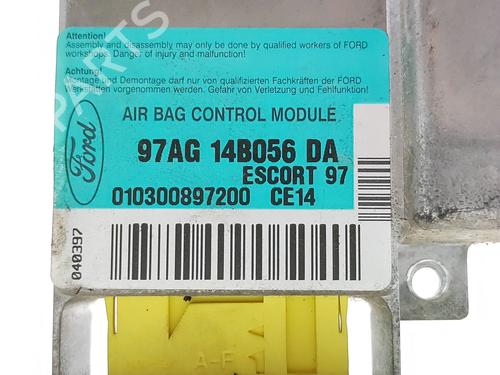 Attention!
Assembly and disassembly may only be done by qualified workers of FORD
workshops. Danger of injury and malfunction!
Achtung!
Montage und Demontage darf nur von qualifizierten Fachkräften der FORD
Werkstätten vorgenommen werden. Gefahr von Verletzung und Fehlfunktion!
Ford
AIR BAG CONTROL MODULE
97AG 14B056 DA
ESCORT 97
010300897200 CE14
040397
A-F
PARTS